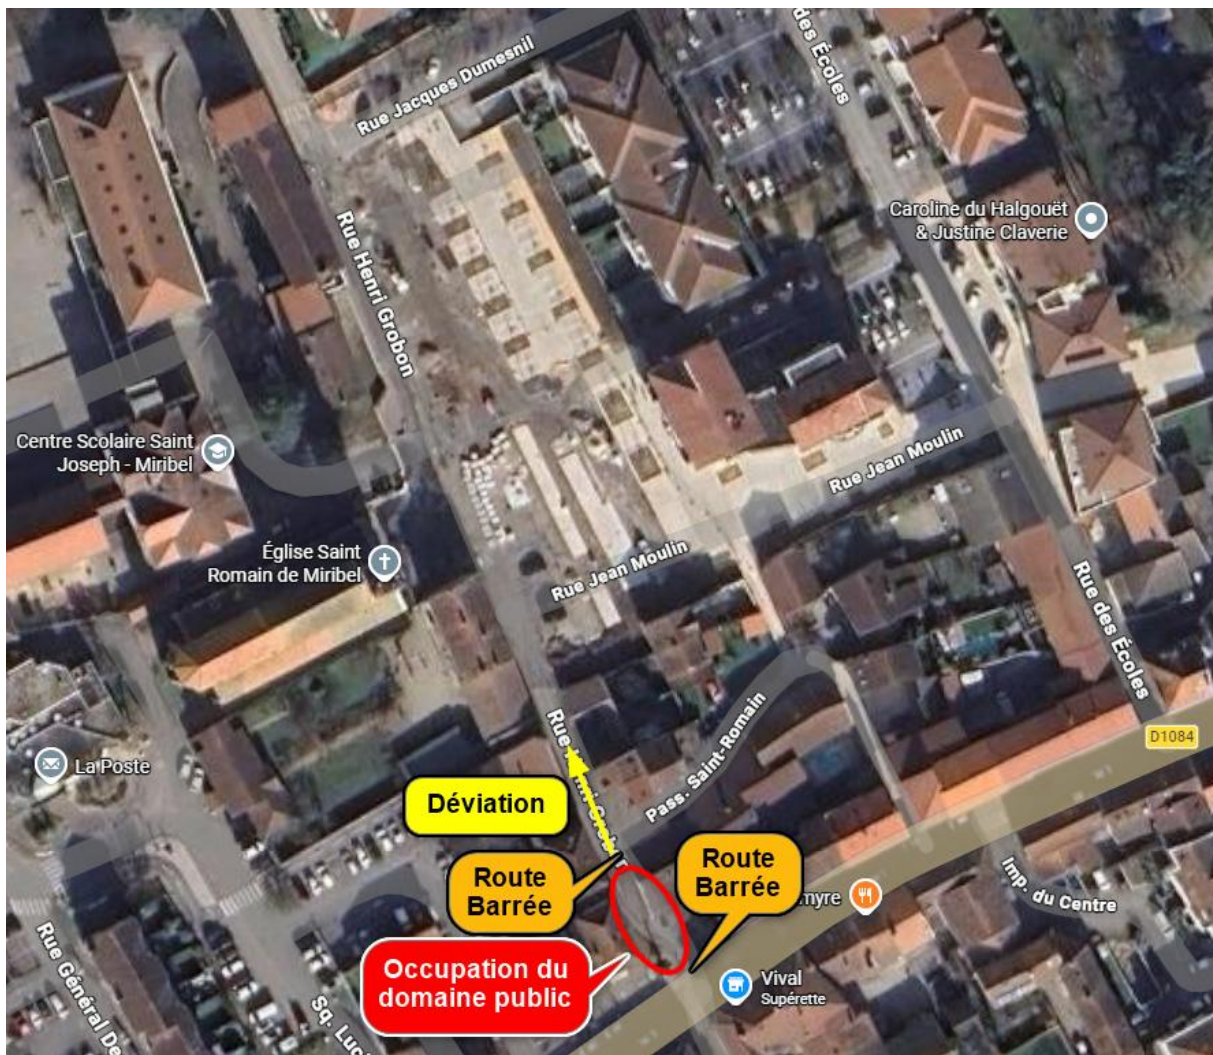 Rue Jacques Dumesnil
des Écoles
Caroline du Halgouët
& Justine Claverie
Rue Henri Grobon
Centre Scolaire Saint
Joseph - Miribel
Rue Jean Moulin
Église Saint
Romain de Miribel
Rue Jean Moulin
Rue des Écoles
D1084
La Poste
Pass. Saint-Romain
Déviation
Route
Barrée
Route
Barrée
myre
Imp. du Centre
Occupation du
domaine public
Vival
Supérette
Rue Général De
Sq. Luc